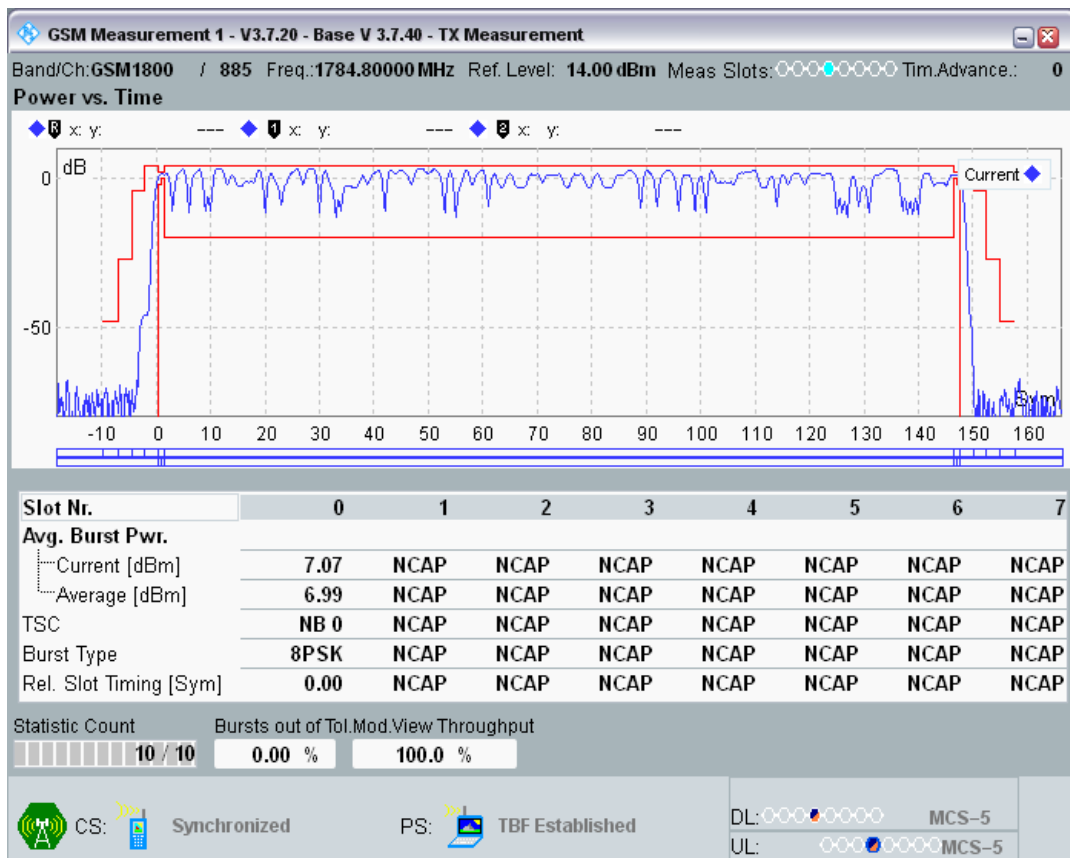 GSM Measurement 1 - V3.7.20 - Base V 3.7.40 - TX Measurement
Band/Ch:GSM1800 / 885 Freq.:1784.80000 MHz Ref. Level: 14.00 dBm Meas Slots: Tim.Advance.: 0
Power vs. Time
R x: y: --- 1 x: y: --- 2 x: y: ---
dB
Current
0
-50
Sym
-10 0 10 20 30 40 50 60 70 80 90 100 110 120 130 140 150 160
Slot Nr. 0 1 2 3 4 5 6 7
Avg. Burst Pwr.
Current [dBm] 7.07 NCAP NCAP NCAP NCAP NCAP NCAP NCAP
Average [dBm] 6.99 NCAP NCAP NCAP NCAP NCAP NCAP NCAP
TSC NB 0 NCAP NCAP NCAP NCAP NCAP NCAP NCAP
Burst Type 8PSK NCAP NCAP NCAP NCAP NCAP NCAP NCAP
Rel. Slot Timing [Sym] 0.00 NCAP NCAP NCAP NCAP NCAP NCAP NCAP
Statistic Count Bursts out of Tol.Mod.View Throughput
10 / 10 0.00 % 100.0 %
CS: Synchronized PS: TBF Established
DL: MCS-5
UL: MCS-5